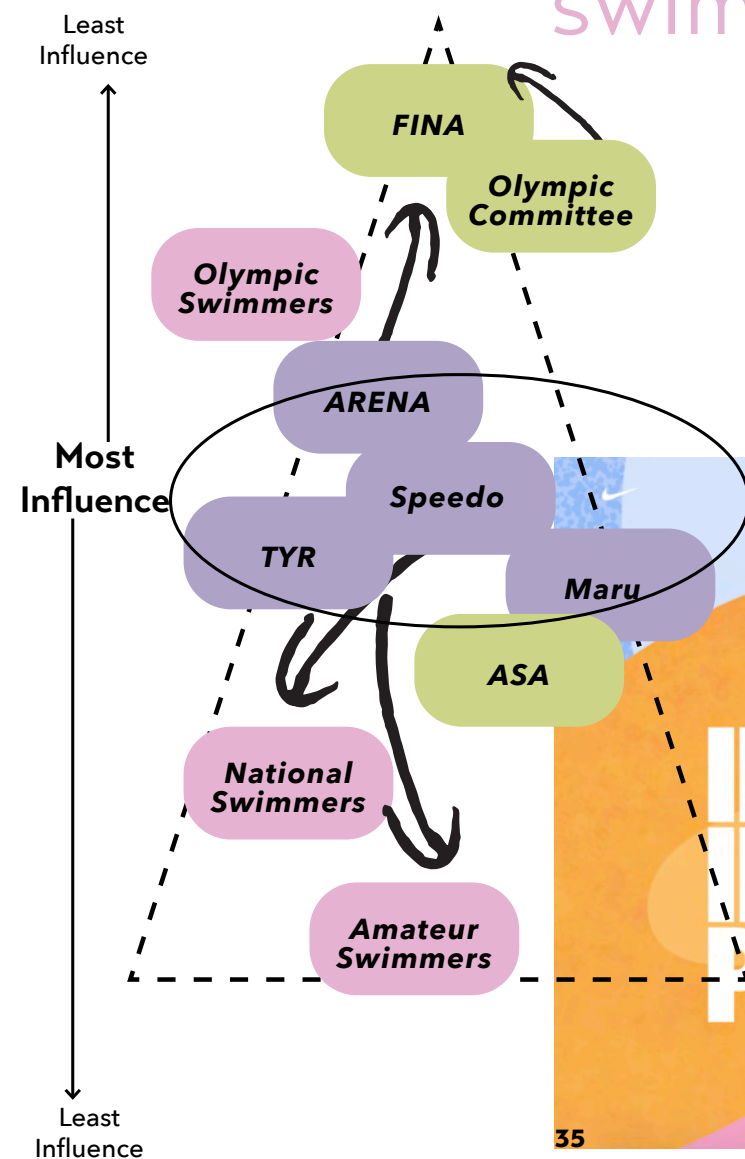 swim
Least
Influence
FINA
Olympic
Committee
Olympic
Swimmers
ARENA
Most
Influence
Speedo
TYR
Maru
ASA
National
Swimmers
Amateur
Swimmers
Least
Influence
35